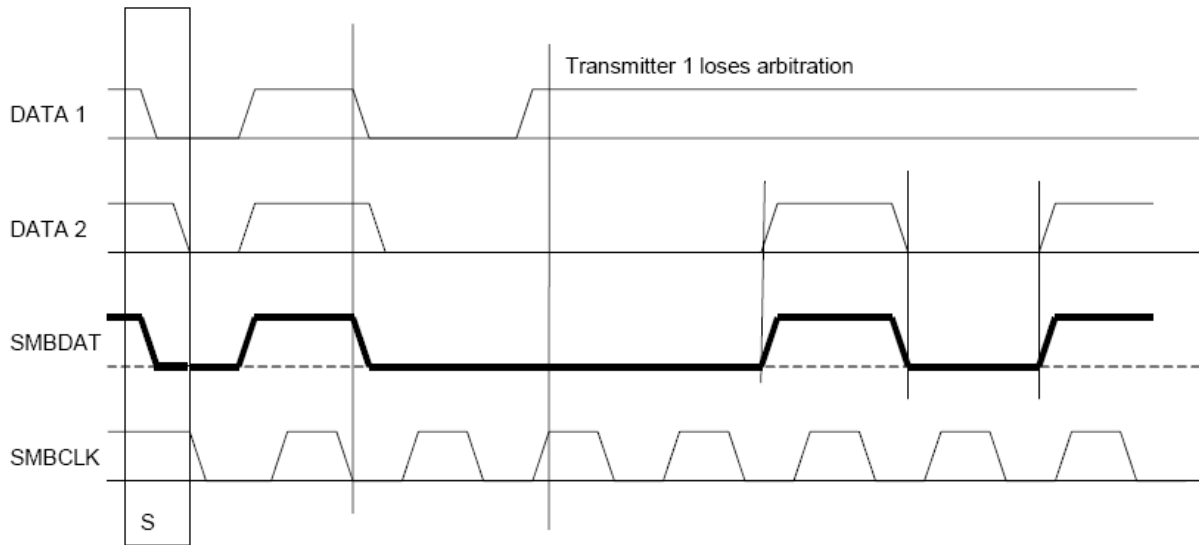 Transmitter 1 loses arbitration
DATA 1
DATA 2
SMBDAT
SMBCLK
S